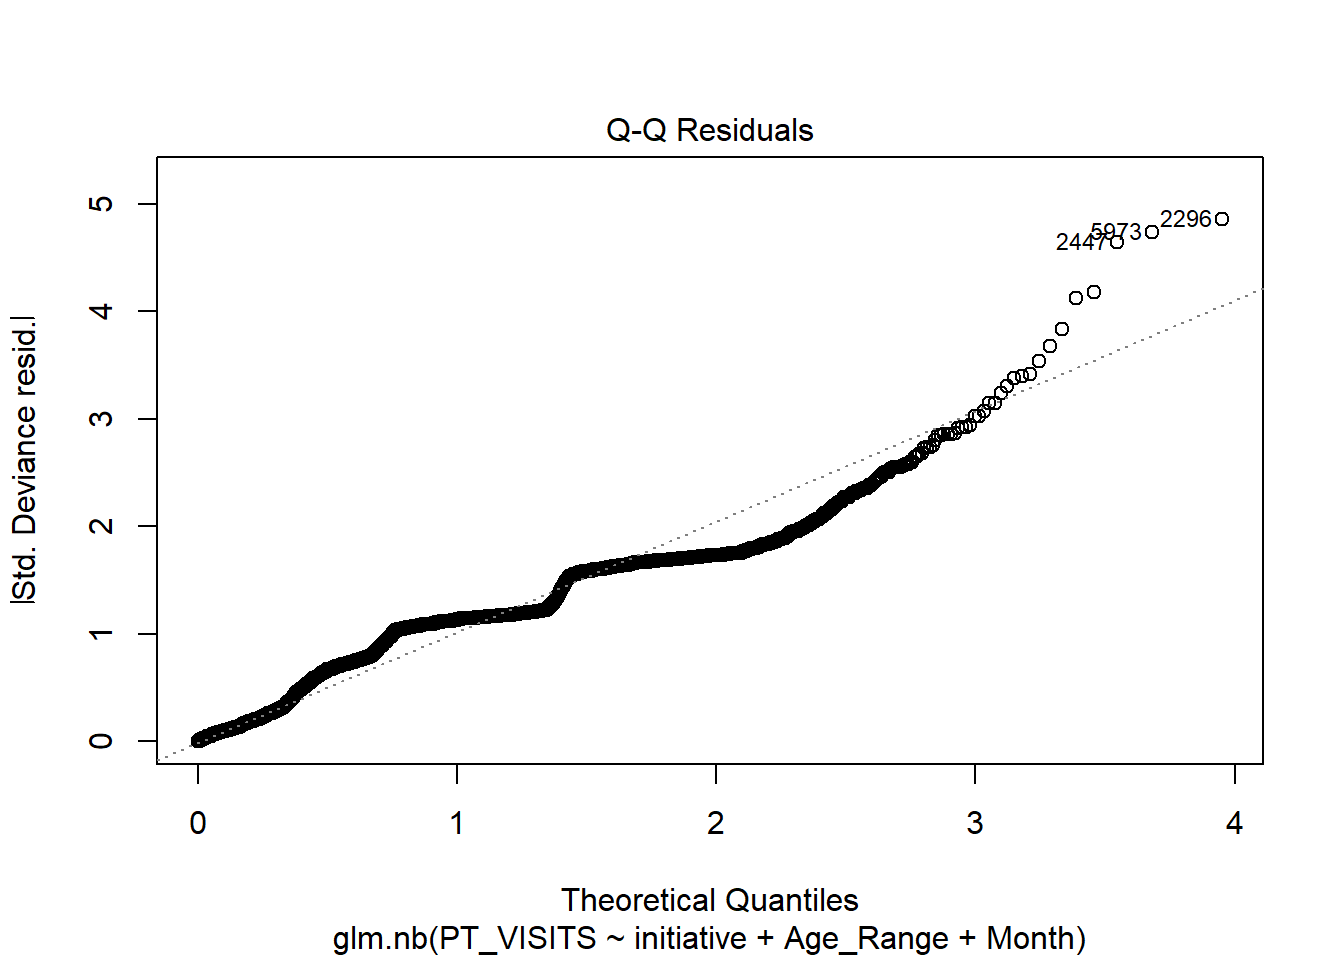 Q-Q Residuals
|Std. Deviance resid.|
5
4
3
2
1
0
2447
5973
2296
0 1 2 3 4
Theoretical Quantiles
glm.nb(PT_VISITS ~ initiative + Age_Range + Month)